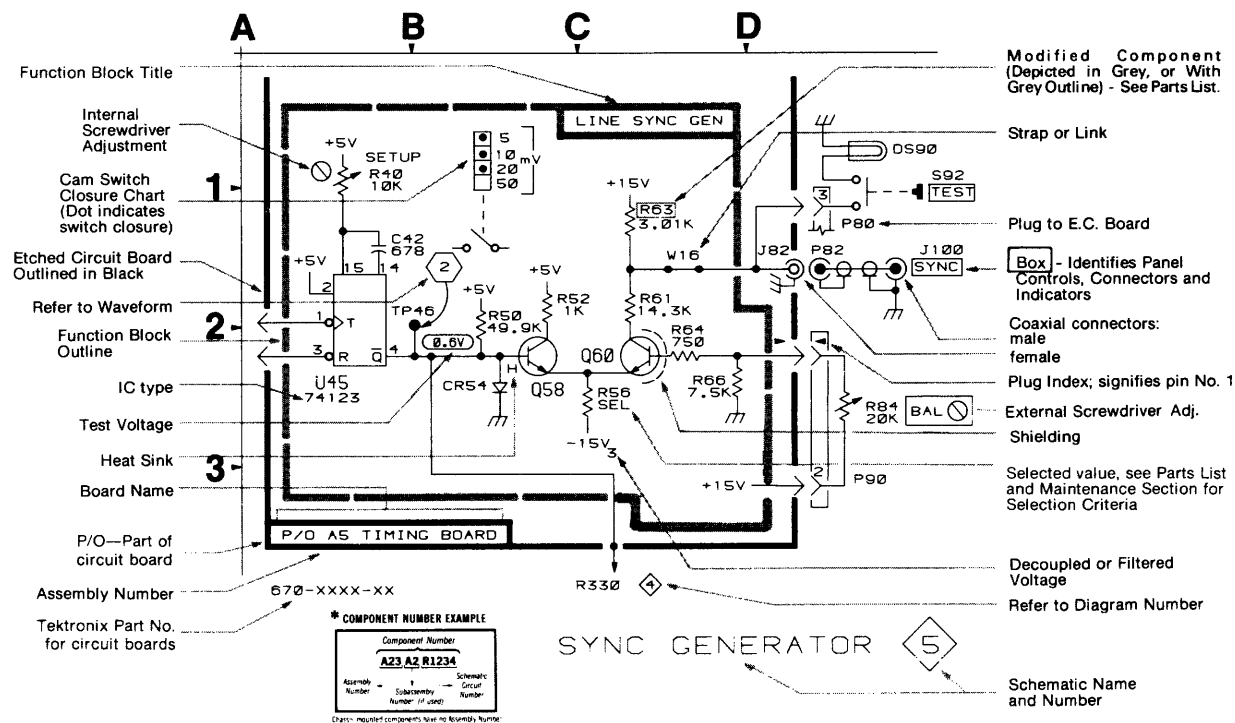 A B C D
Function Block Title
Internal
Screwdriver
Adjustment
Cam Switch
Closure Chart
(Dot indicates
switch closure)
Etched Circuit Board
Outlined in Black
Refer to Waveform
Function Block
Outline
IC type
Test Voltage
Heat Sink
Board Name
P/O—Part of
circuit board
Assembly Number
Tektronix Part No.
for circuit boards
1
2
3
LINE SYNC GEN
+5V
SETUP
R40
10K
5
10
20
50
mV
C42
678
+5V
15
14
2
1
T
3
R
Q
4
U45
74123
2
TP46
0.6V
+5V
R50
49.9K
CR54
H
+5V
R52
1K
Q58
Q60
+15V
R63
3.01K
W16
R61
14.3K
R64
750
R56
SEL
-15V
3
R66
7.5K
+15V
P/O A5 TIMING BOARD
670-XXXX-XX
R330
4
DS90
S92
TEST
3
P80
J82
P82
J100
SYNC
1
R84
20K
BAL
2
P90
Modified Component
(Depicted in Grey, or With
Grey Outline) - See Parts List.
Strap or Link
Plug to E.C. Board
Box - Identifies Panel
Controls, Connectors and
Indicators
Coaxial connectors:
male
female
Plug Index; signifies pin No. 1
External Screwdriver Adj.
Shielding
Selected value, see Parts List
and Maintenance Section for
Selection Criteria
Decoupled or Filtered
Voltage
Refer to Diagram Number
Schematic Name
and Number
* COMPONENT NUMBER EXAMPLE
Component Number
A23 A2 R1234
Assembly
Number
Subassembly
Number (if used)
Schematic
Circuit
Number
Chassis mounted components have no Assembly Number
SYNC GENERATOR 5